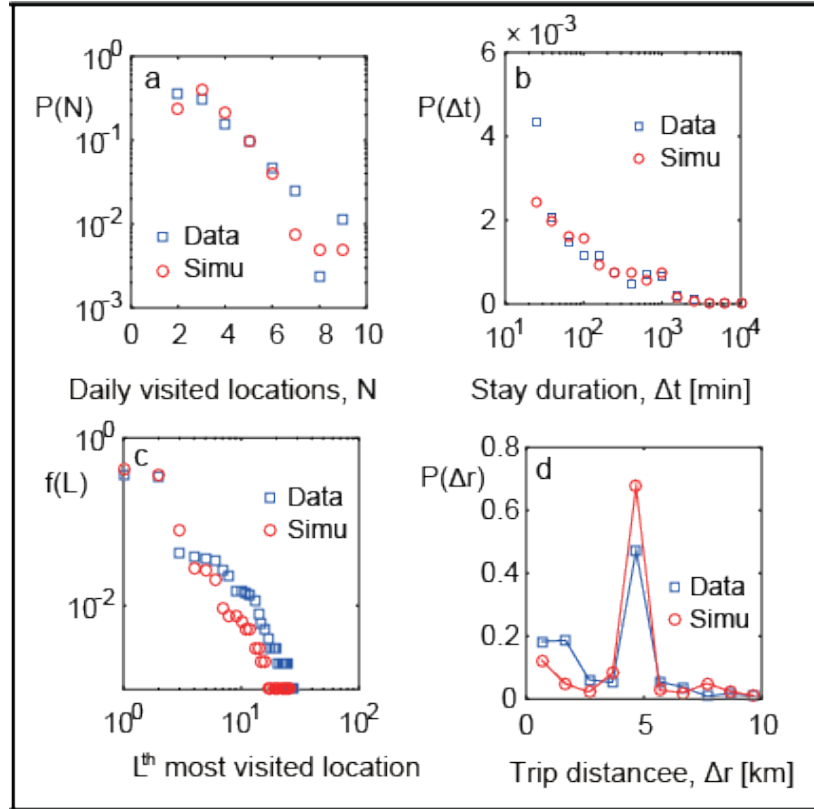 a
P(N)
10^0
10^-1
10^-2
10^-3
Data
Simu
0 2 4 6 8 10
Daily visited locations, N
× 10^-3
b
P(Δt)
6
4
2
0
Data
Simu
10^1 10^2 10^3 10^4
Stay duration, Δt [min]
c
f(L)
10^0
10^-2
Data
Simu
10^0 10^1 10^2
L^th most visited location
d
P(Δr)
0.8
0.6
0.4
0.2
0
Data
Simu
0 5 10
Trip distancee, Δr [km]